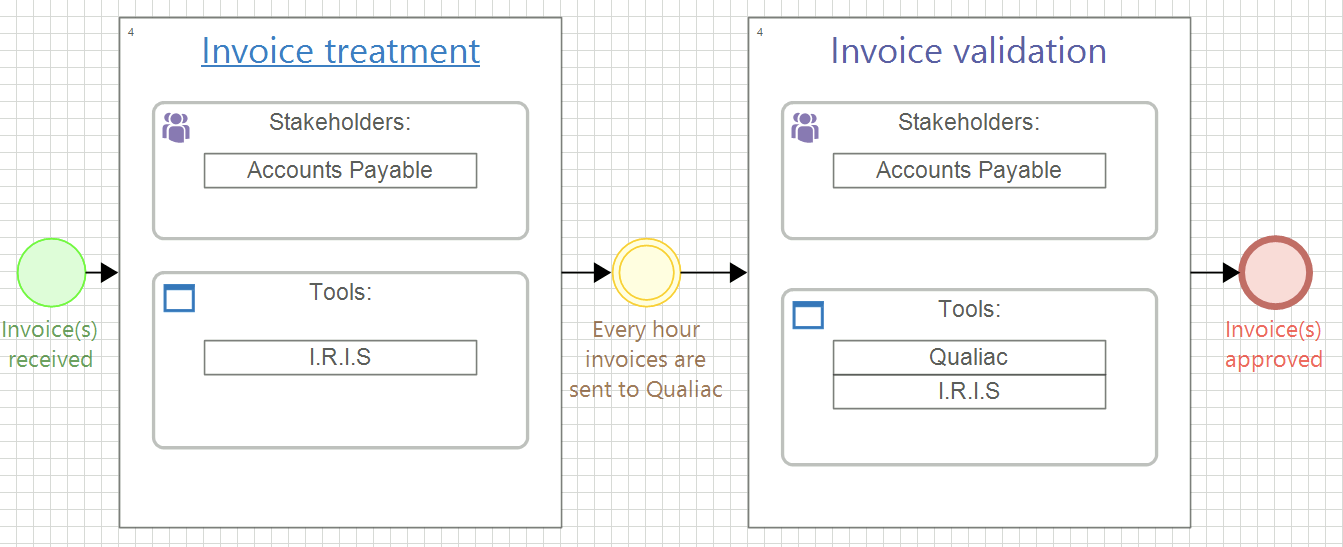 4
Invoice treatment
Stakeholders:
Accounts Payable
Tools:
I.R.I.S
Invoice(s)
received
Every hour
invoices are
sent to Qualiac
4
Invoice validation
Stakeholders:
Accounts Payable
Tools:
Qualiac
I.R.I.S
Invoice(s)
approved